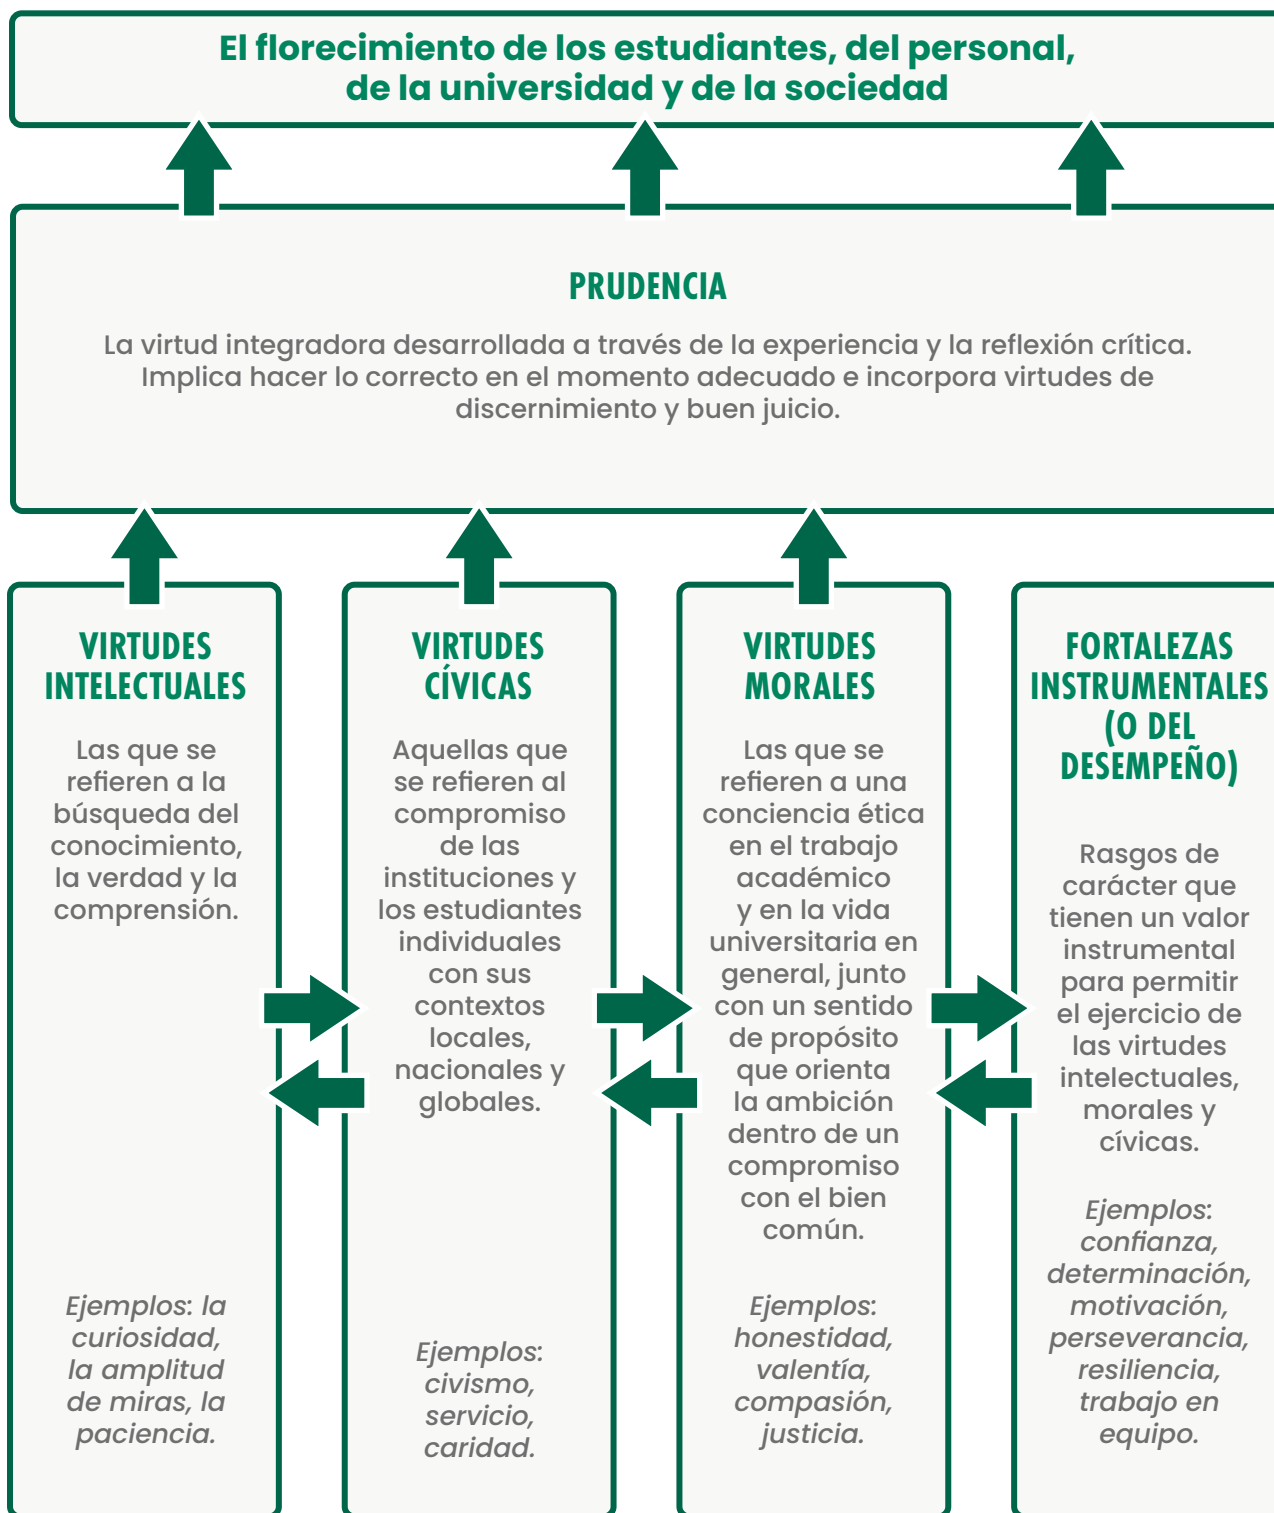 El florecimiento de los estudiantes, del personal,
de la universidad y de la sociedad
PRUDENCIA
La virtud integradora desarrollada a través de la experiencia y la reflexión crítica.
Implica hacer lo correcto en el momento adecuado e incorpora virtudes de
discernimiento y buen juicio.
VIRTUDES
INTELECTUALES
Las que se
refieren a la
búsqueda del
conocimiento,
la verdad y la
comprensión.
Ejemplos: la
curiosidad,
la amplitud
de miras, la
paciencia.
VIRTUDES
CÍVICAS
Aquellas que
se refieren al
compromiso
de las
instituciones y
los estudiantes
individuales
con sus
contextos
locales,
nacionales y
globales.
Ejemplos:
civismo,
servicio,
caridad.
VIRTUDES
MORALES
Las que se
refieren a una
conciencia ética
en el trabajo
académico
y en la vida
universitaria en
general, junto
con un sentido
de propósito
que orienta
la ambición
dentro de un
compromiso
con el bien
común.
Ejemplos:
honestidad,
valentía,
compasión,
justicia.
FORTALEZAS
INSTRUMENTALES
(O DEL
DESEMPEÑO)
Rasgos de
carácter que
tienen un valor
instrumental
para permitir
el ejercicio de
las virtudes
intelectuales,
morales y
cívicas.
Ejemplos:
confianza,
determinación,
motivación,
perseverancia,
resiliencia,
trabajo en
equipo.